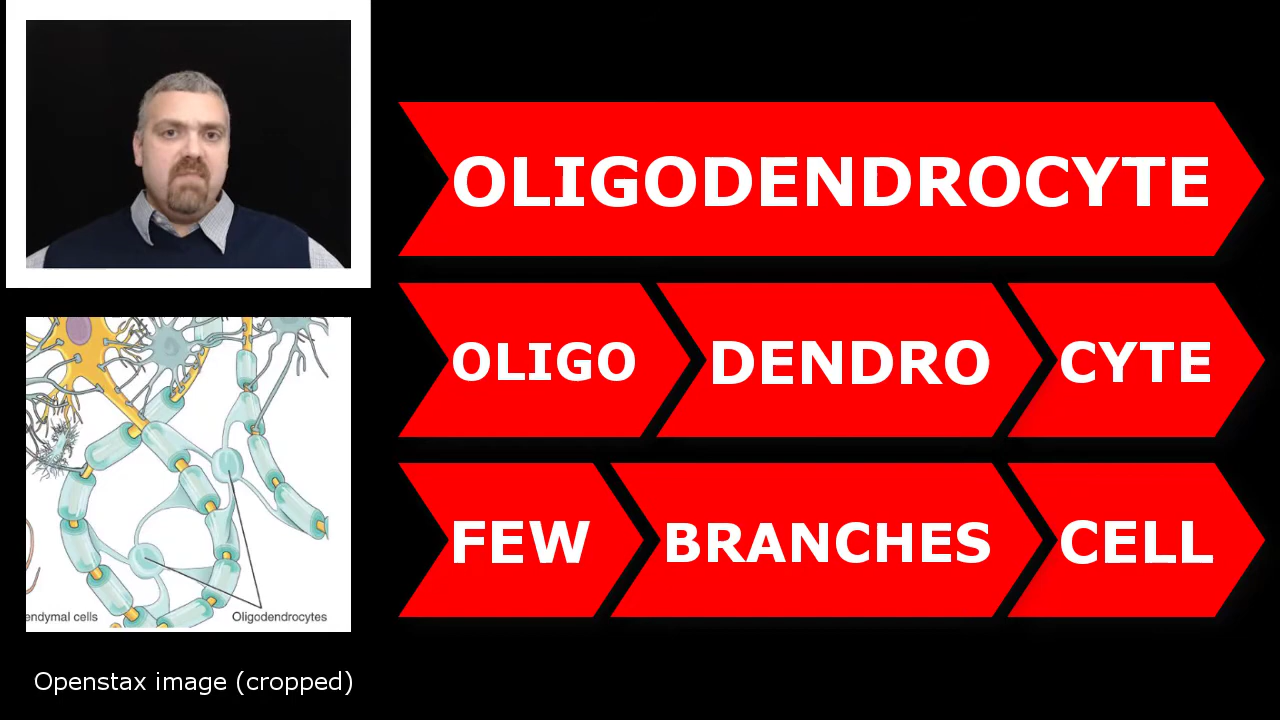 OLIGODENDROCYTE
OLIGO DENDRO CYTE
FEW BRANCHES CELL
endymal cells Oligodendrocytes
Openstax image (cropped)